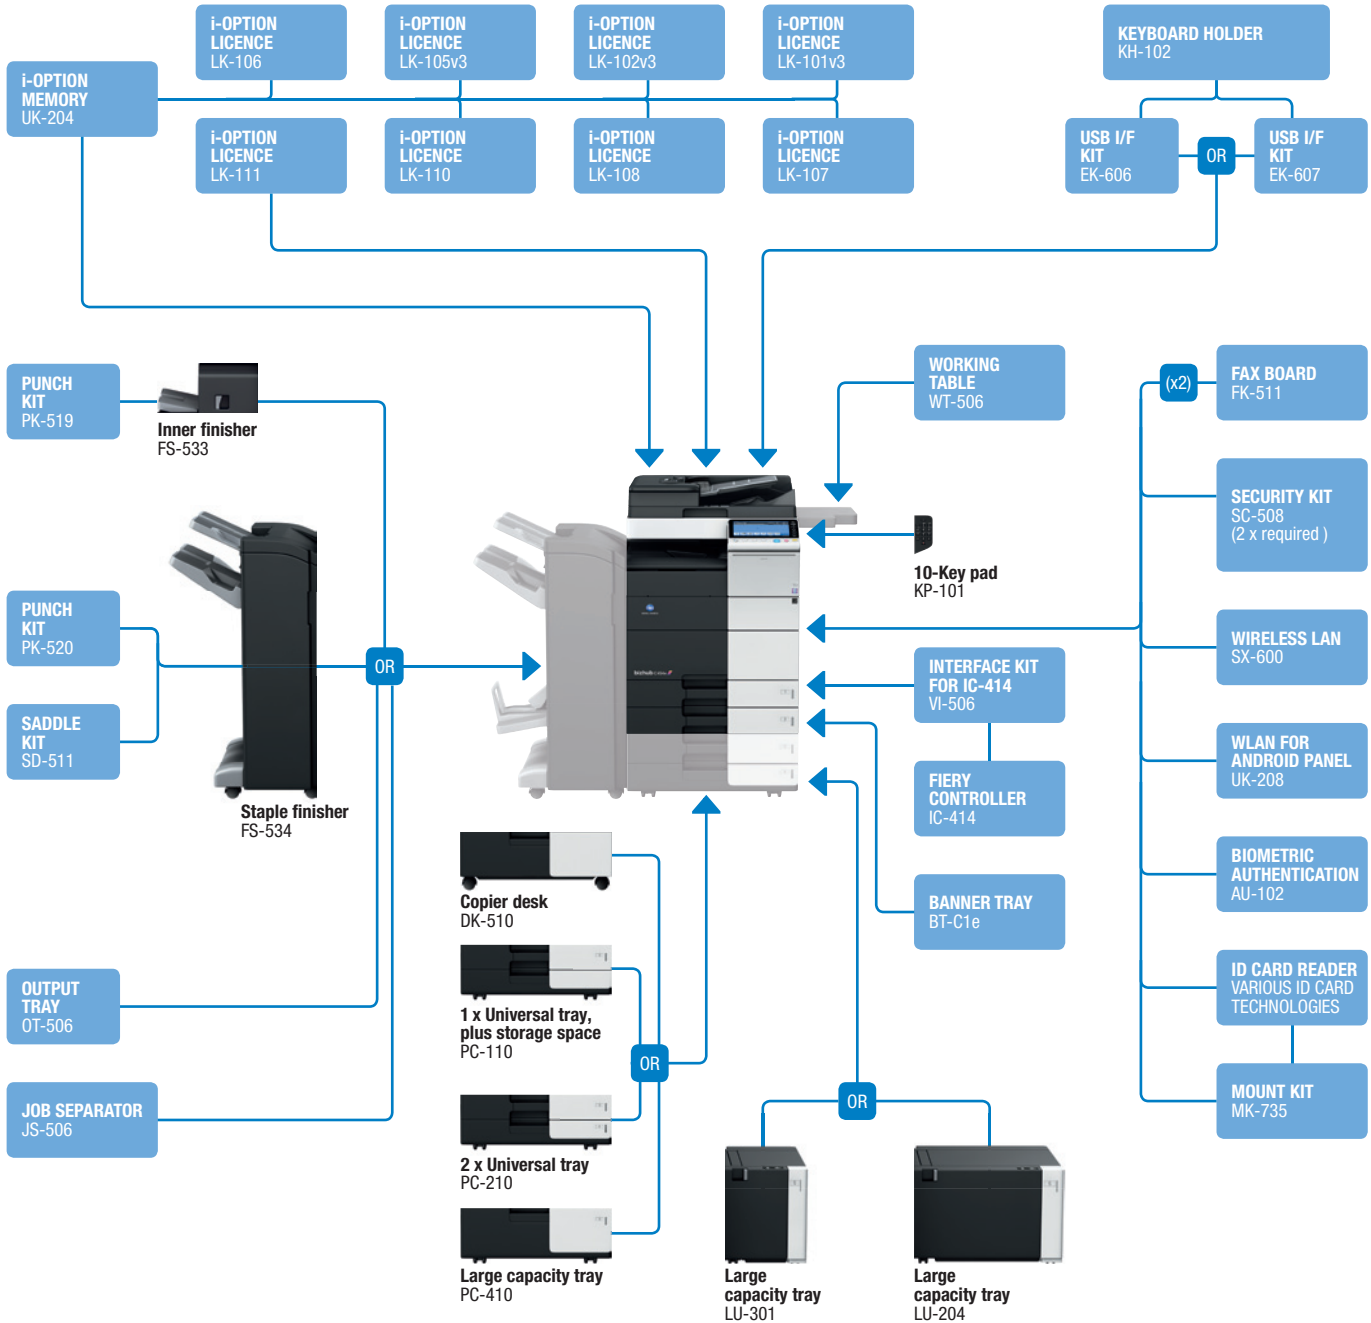 i-OPTION
LICENCE
LK-106
i-OPTION
LICENCE
LK-105v3
i-OPTION
LICENCE
LK-102v3
i-OPTION
LICENCE
LK-101v3
KEYBOARD HOLDER
KH-102
i-OPTION
MEMORY
UK-204
i-OPTION
LICENCE
LK-111
i-OPTION
LICENCE
LK-110
i-OPTION
LICENCE
LK-108
i-OPTION
LICENCE
LK-107
USB I/F
KIT
EK-606
OR
USB I/F
KIT
EK-607
PUNCH
KIT
PK-519
Inner finisher
FS-533
WORKING
TABLE
WT-506
(x2)
FAX BOARD
FK-511
SECURITY KIT
SC-508
(2 x required )
10-Key pad
KP-101
PUNCH
KIT
PK-520
SADDLE
KIT
SD-511
OR
Staple finisher
FS-534
bizhub
INTERFACE KIT
FOR IC-414
VI-506
FIERY
CONTROLLER
IC-414
WIRELESS LAN
SX-600
WLAN FOR
ANDROID PANEL
UK-208
BIOMETRIC
AUTHENTICATION
AU-102
BANNER TRAY
BT-C1e
ID CARD READER
VARIOUS ID CARD
TECHNOLOGIES
MOUNT KIT
MK-735
OUTPUT
TRAY
OT-506
JOB SEPARATOR
JS-506
Copier desk
DK-510
1 x Universal tray,
plus storage space
PC-110
OR
2 x Universal tray
PC-210
Large capacity tray
PC-410
OR
Large
capacity tray
LU-301
Large
capacity tray
LU-204